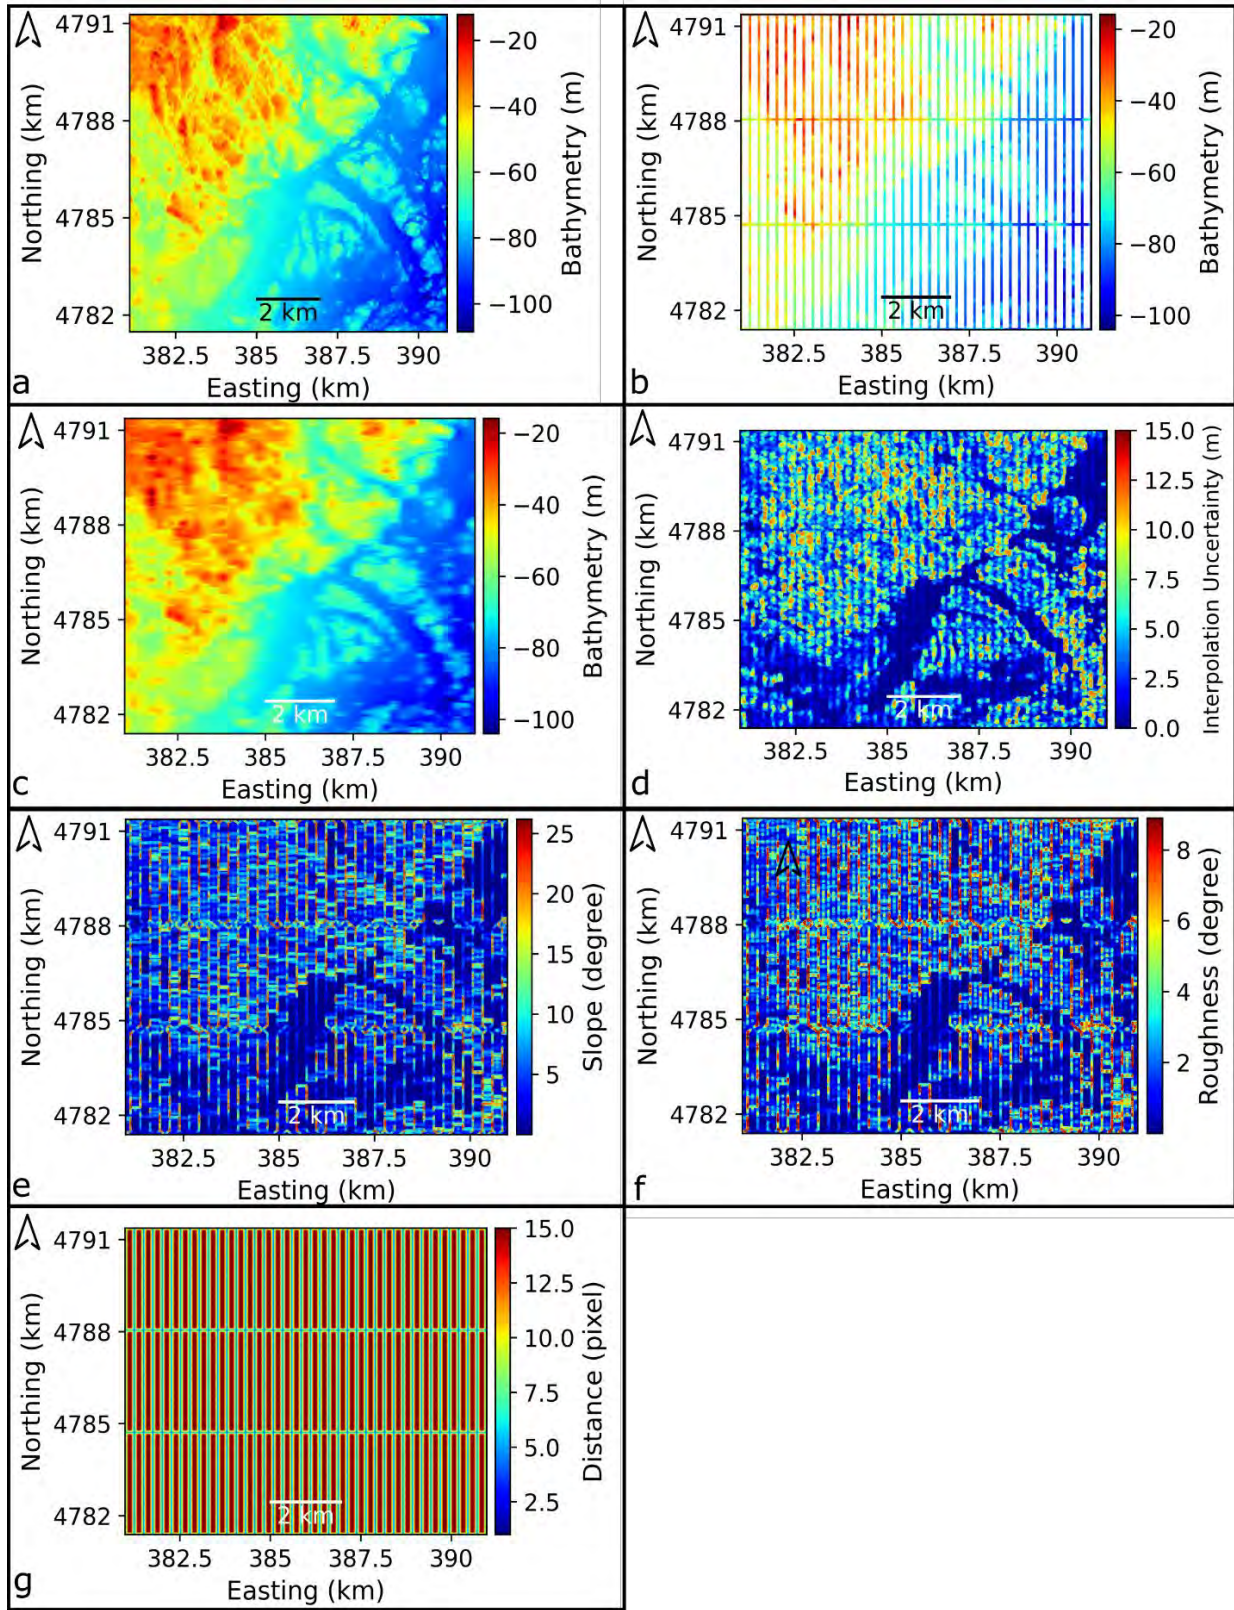 4791
4788
4785
4782
Northing (km)
382.5 385 387.5 390
Easting (km)
2 km
−20
−40
−60
−80
−100
Bathymetry (m)
a
4791
4788
4785
4782
Northing (km)
382.5 385 387.5 390
Easting (km)
2 km
−20
−40
−60
−80
−100
Bathymetry (m)
b
4791
4788
4785
4782
Northing (km)
382.5 385 387.5 390
Easting (km)
2 km
−20
−40
−60
−80
−100
Bathymetry (m)
c
4791
4788
4785
4782
Northing (km)
382.5 385 387.5 390
Easting (km)
2 km
15.0
12.5
10.0
7.5
5.0
2.5
0.0
Interpolation Uncertainty (m)
d
4791
4788
4785
4782
Northing (km)
382.5 385 387.5 390
Easting (km)
2 km
25
20
15
10
5
Slope (degree)
e
4791
4788
4785
4782
Northing (km)
382.5 385 387.5 390
Easting (km)
2 km
8
6
4
2
Roughness (degree)
f
4791
4788
4785
4782
Northing (km)
382.5 385 387.5 390
Easting (km)
2 km
15.0
12.5
10.0
7.5
5.0
2.5
Distance (pixel)
g